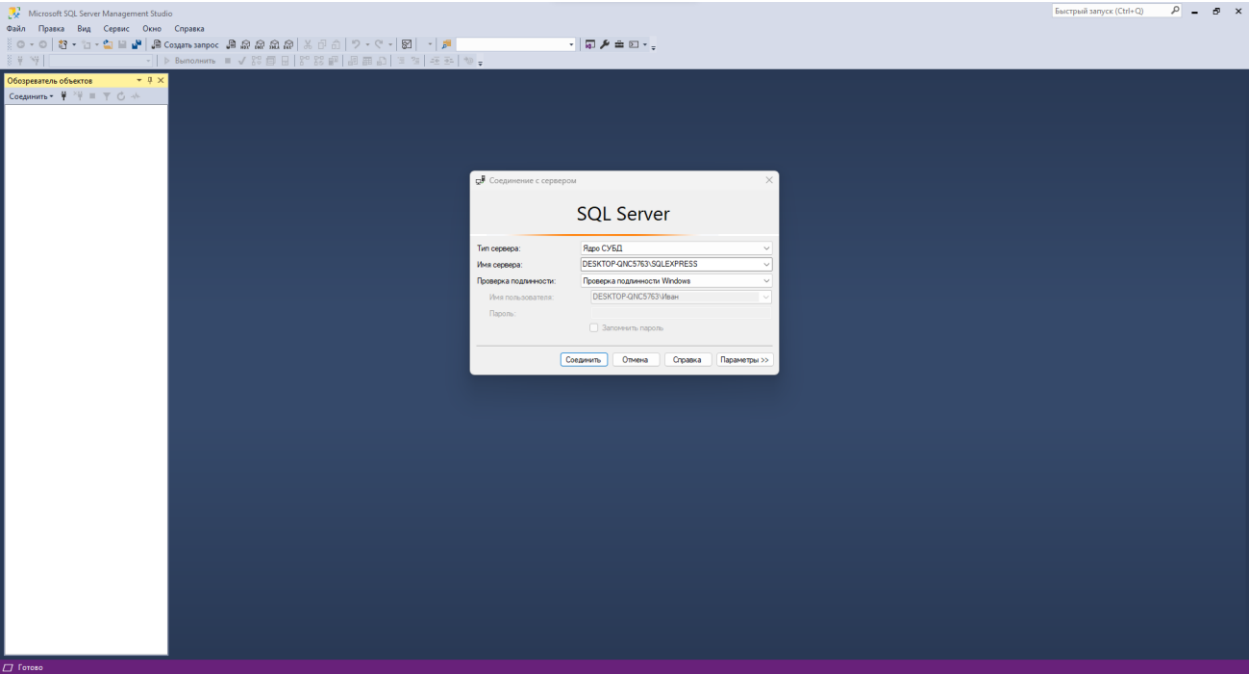 Microsoft SQL Server Management Studio
Быстрый запуск (Ctrl+Q)
Файл Правка Вид Сервис Окно Справка
Создать запрос
Выполнить
Обозреватель объектов
Соединить
Соединение с сервером
SQL Server
Тип сервера: Ядро СУБД
Имя сервера: DESKTOP-QNC5763\SQLEXPRESS
Проверка подлинности: Проверка подлинности Windows
Имя пользователя: DESKTOP-QNC5763\Иван
Пароль:
Запомнить пароль
Соединить Отмена Справка Параметры >>
Готово